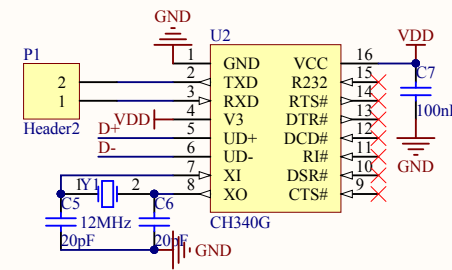 GND
U2
VDD
P1
2
1
Header2
1 GND VCC 16
2 TXD R232 15
3 RXD RTS# 14
VDD 4 V3 DTR# 13
D+ 5 UD+ DCD# 12
D- 6 UD- RI# 11
7 XI DSR# 10
8 XO CTS# 9
C7
100nF
GND
1 Y1 2
C5 C6
12MHz
20pF 20pF
GND
CH340G